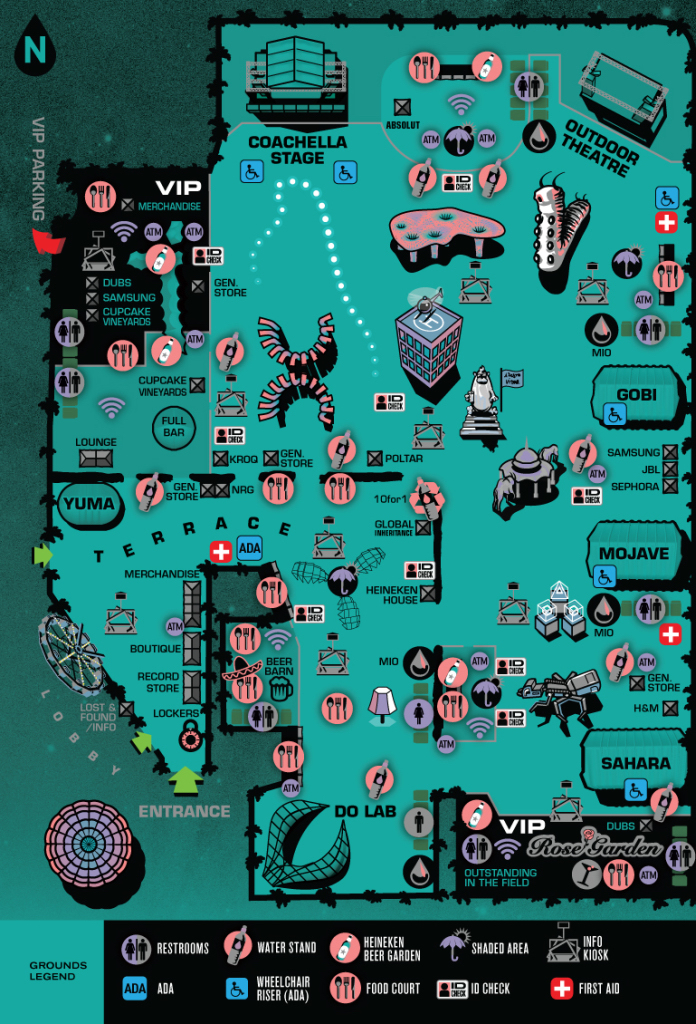 N
VIP PARKING
COACHELLA
STAGE
ABSOLUT
ATM
ATM
ID
CHECK
OUTDOOR
THEATRE
VIP
MERCHANDISE
ATM
ATM
ID
CHECK
DUBS
SAMSUNG
CUPCAKE
VINEYARDS
GEN.
STORE
ATM
ATM
MIO
CUPCAKE
VINEYARDS
FULL
BAR
LOUNGE
ID
CHECK
ID
CHECK
GOBI
KROQ
GEN.
STORE
POLTAR
SAMSUNG
JBL
SEPHORA
ATM
ID
CHECK
YUMA
GEN.
STORE
NRG
10for1
GLOBAL
INHERITANCE
TERRACE
ADA
MOJAVE
MERCHANDISE
ID
CHECK
HEINEKEN
HOUSE
ID
CHECK
ATM
MIO
BOUTIQUE
BEER
BARN
RECORD
STORE
LOCKERS
MIO
ATM
ID
CHECK
ID
CHECK
ATM
ATM
GEN.
STORE
H&M
LOST &
FOUND
/INFO
LOBBY
ENTRANCE
ATM
DO LAB
SAHARA
VIP
DUBS
Rose Garden
OUTSTANDING
IN THE FIELD
ATM
GROUNDS
LEGEND
RESTROOMS
WATER STAND
HEINEKEN
BEER GARDEN
SHADED AREA
INFO
KIOSK
ADA
ADA
WHEELCHAIR
RISER (ADA)
FOOD COURT
ID
CHECK
ID CHECK
FIRST AID